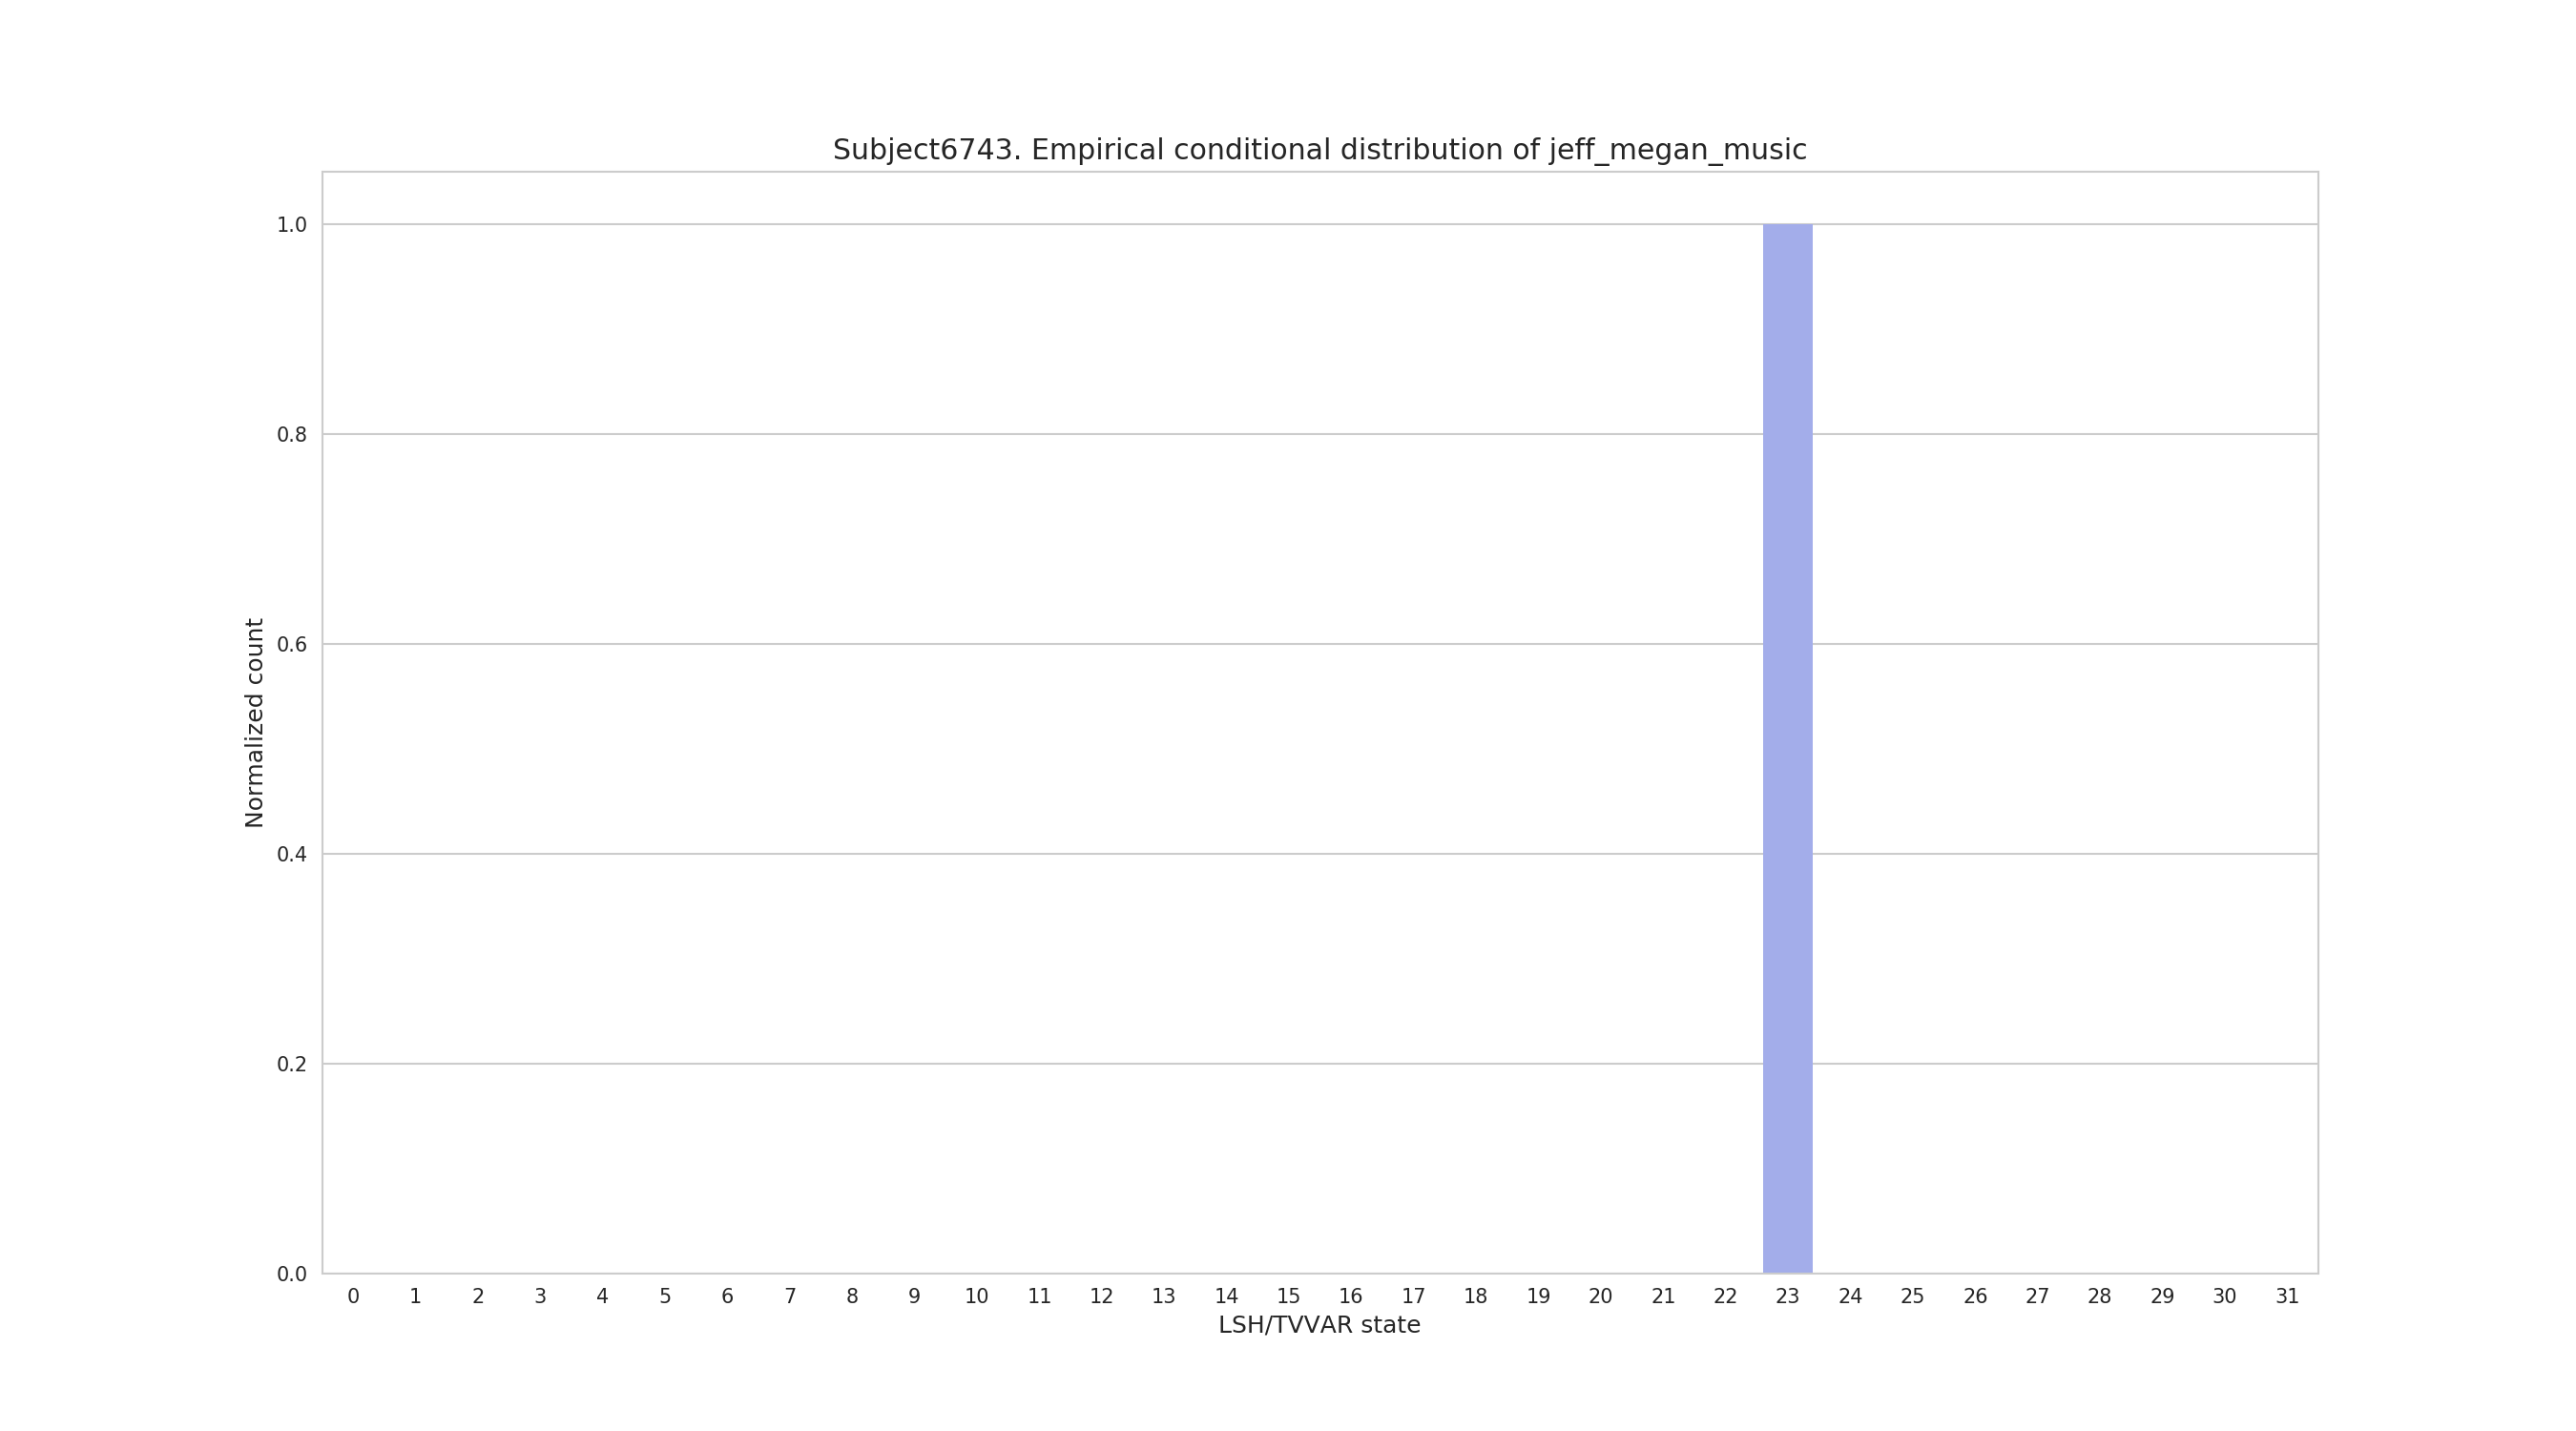 Subject6743. Empirical conditional distribution of jeff_megan_music
1.0
0.8
0.6
0.4
0.2
0.0
Normalized count
0 1 2 3 4 5 6 7 8 9 10 11 12 13 14 15 16 17 18 19 20 21 22 23 24 25 26 27 28 29 30 31
LSH/TVVAR state